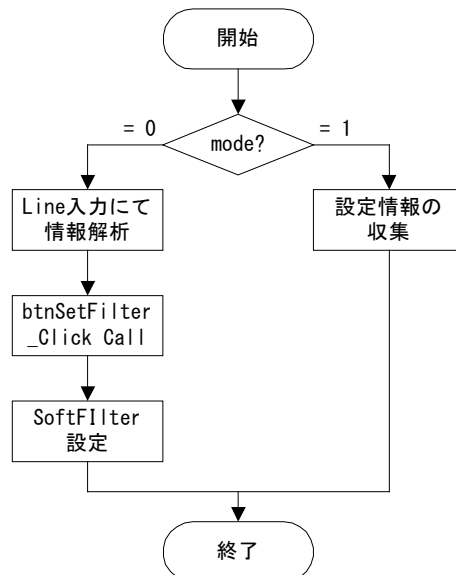 開始
= 0
mode?
= 1
Line入力にて
情報解析
設定情報の
収集
btnSetFilter
_Click Call
SoftFIlter
設定
終了